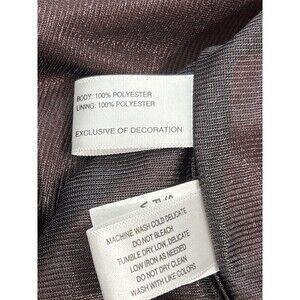 BODY: 100% POLYESTER
LINING: 100% POLYESTER
EXCLUSIVE OF DECORATION
MACHINE WASH COLD DELICATE
DO NOT BLEACH
TUMBLE DRY LOW, DELICATE
LOW IRON AS NEEDED
DO NOT DRY CLEAN
WASH WITH LIKE COLORS